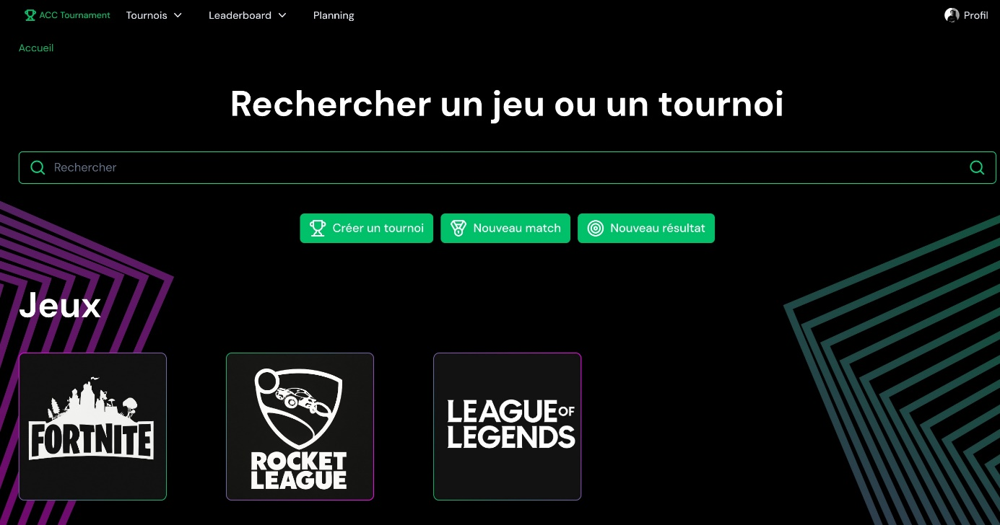 ACC Tournament Tournois Leaderboard Planning Profil
Accueil
Rechercher un jeu ou un tournoi
Rechercher
Créer un tournoi Nouveau match Nouveau résultat
Jeux
FORTNITE
ROCKET
LEAGUE
LEAGUE OF
LEGENDS